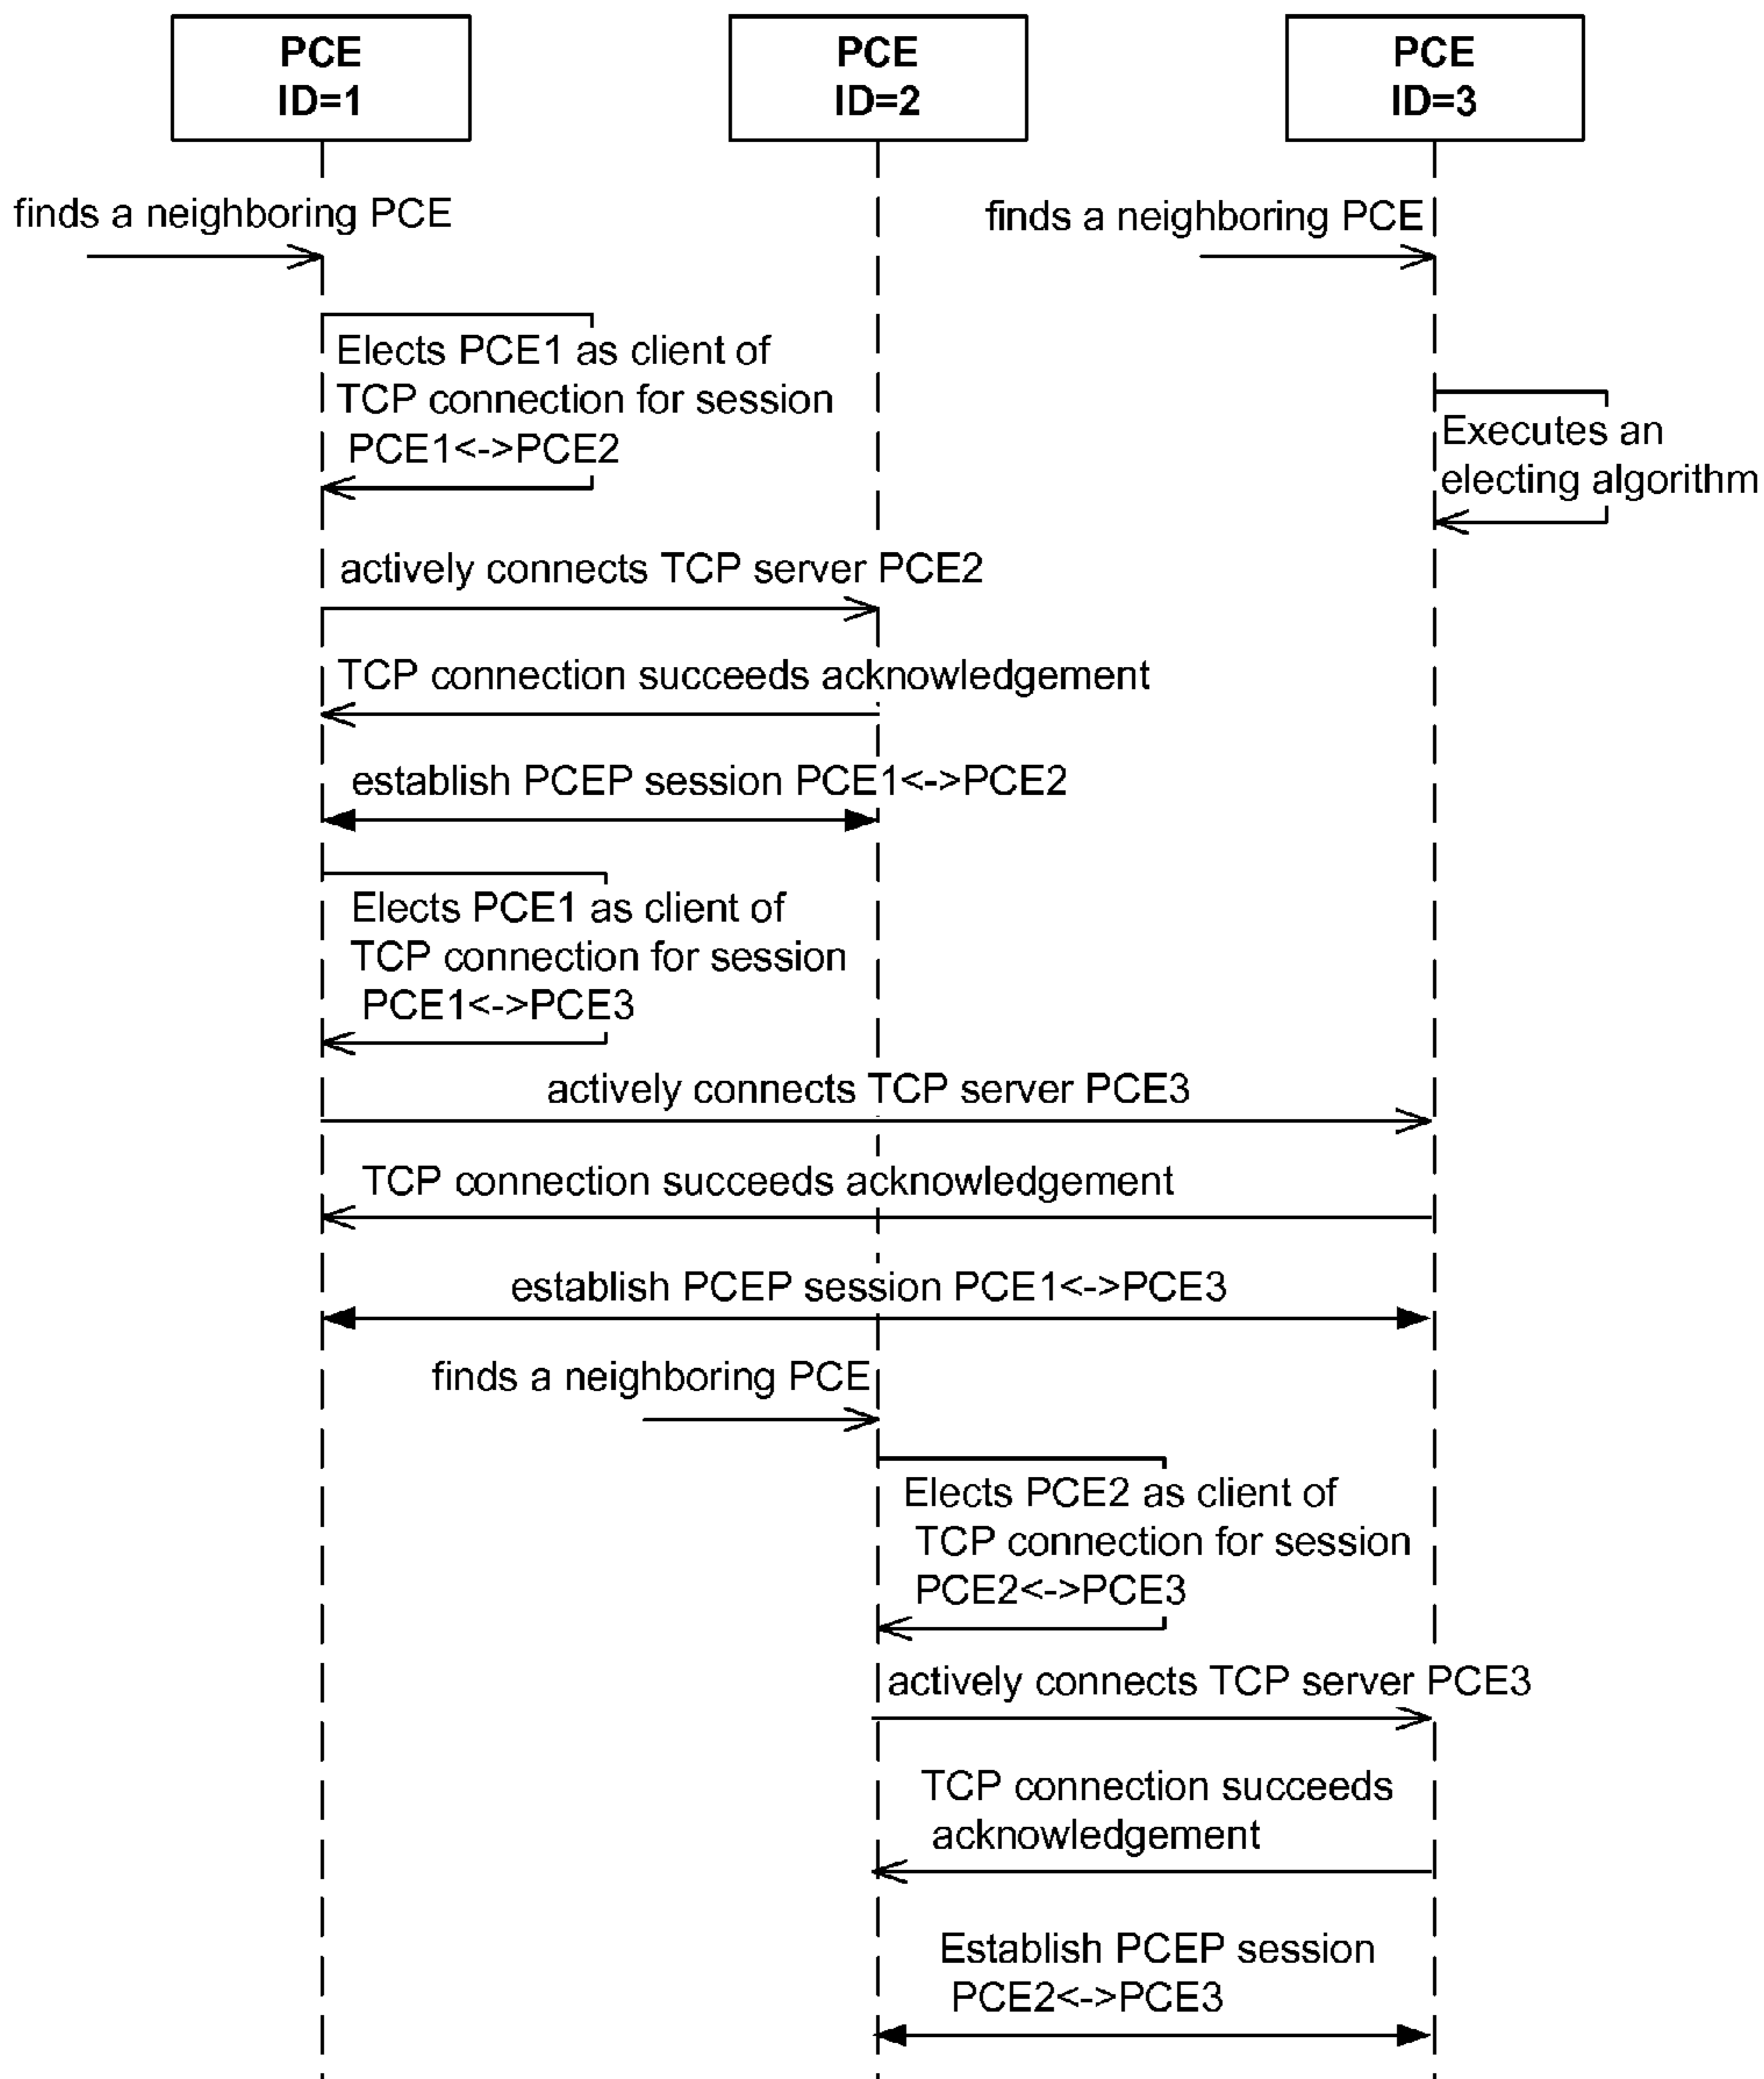 PCE
ID=1
PCE
ID=2
PCE
ID=3
finds a neighboring PCE
finds a neighboring PCE
Elects PCE1 as client of
TCP connection for session
PCE1<->PCE2
Executes an
electing algorithm
actively connects TCP server PCE2
TCP connection succeeds acknowledgement
establish PCEP session PCE1<->PCE2
Elects PCE1 as client of
TCP connection for session
PCE1<->PCE3
actively connects TCP server PCE3
TCP connection succeeds acknowledgement
establish PCEP session PCE1<->PCE3
finds a neighboring PCE
Elects PCE2 as client of
TCP connection for session
PCE2<->PCE3
actively connects TCP server PCE3
TCP connection succeeds
acknowledgement
Establish PCEP session
PCE2<->PCE3